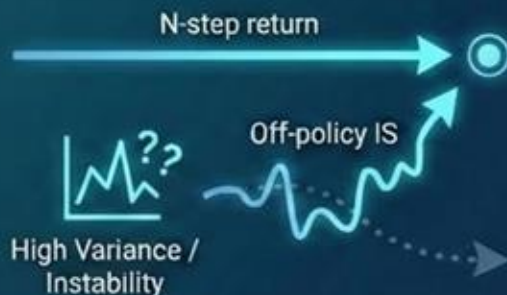 N-step return
Off-policy IS
??
High Variance /
Instability